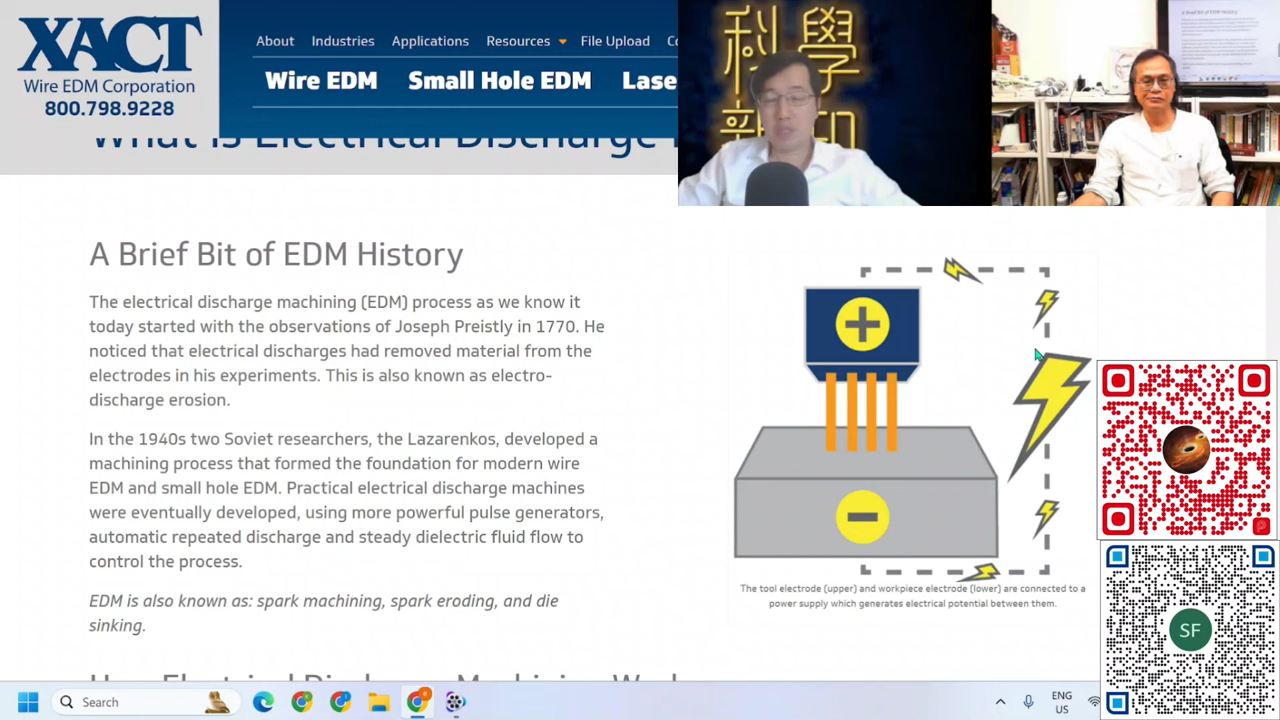 XACT
Wire EDM Corporation
800.798.9228
About
Applications
File Upload
Wire EDM
Small Hole EDM
What is Electrical Discharge
科學
A Brief Bit of EDM History
The electrical discharge machining (EDM) process as we know it
today started with the observations of Joseph Preistly in 1770. He
noticed that electrical discharges had removed material from the
electrodes in his experiments. This is also known as electro-
discharge erosion.
In the 1940s two Soviet researchers, the Lazarenkos, developed a
machining process that formed the foundation for modern wire
EDM and small hole EDM. Practical electrical discharge machines
were eventually developed, using more powerful spark generators,
automatic repeated discharge and steady dielectric fluid flow to
control the process.
EDM is also known as: spark machining, spark eroding, and die
sinking.
+
−
The tool electrode (upper) and workpiece electrode (lower) are connected to a
power supply which generates electrical potential between them.
SF
Search
ENG
US